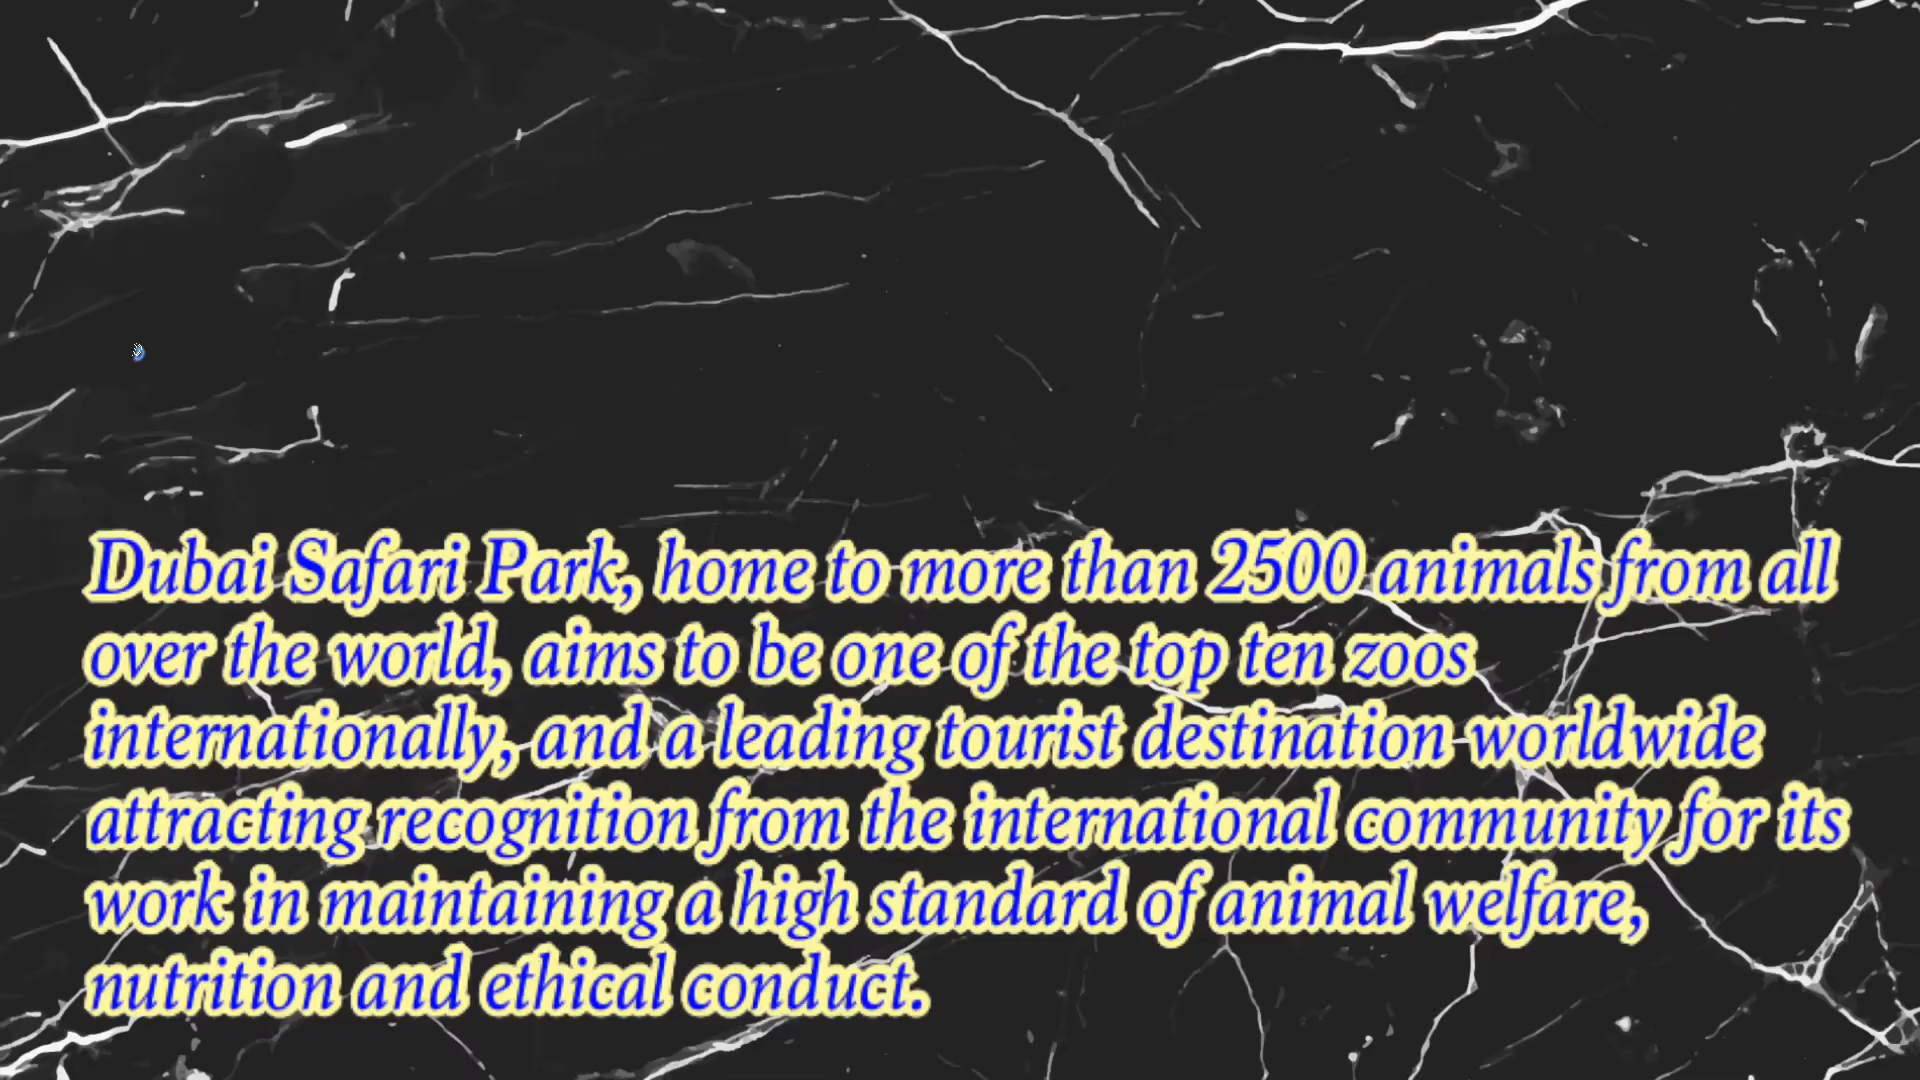 Dubai Safari Park, home to more than 2500 animals from all
over the world, aims to be one of the top ten zoos
internationally, and a leading tourist destination worldwide
attracting recognition from the international community for its
work in maintaining a high standard of animal welfare,
nutrition and ethical conduct.